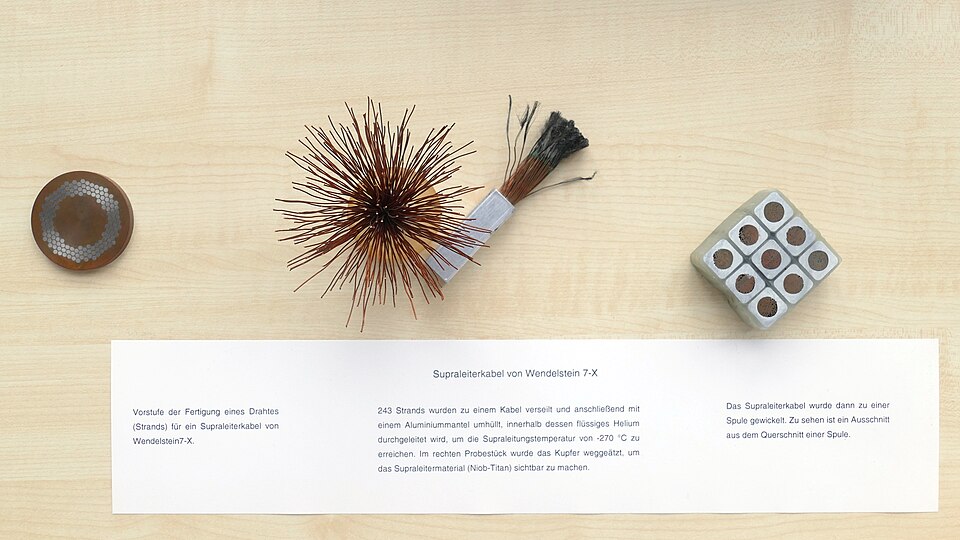 Supraleiterkabel von Wendelstein 7-X
Vorstufe der Fertigung eines Drahtes
(Strands) für ein Supraleiterkabel von
Wendelstein7-X.
243 Strands wurden zu einem Kabel verseilt und anschließend mit
einem Aluminiummantel umhüllt, innerhalb dessen flüssiges Helium
durchgeleitet wird, um die Supraleitungstemperatur von -270 °C zu
erreichen. Im rechten Probestück wurde das Kupfer weggeätzt, um
das Supraleitermaterial (Niob-Titan) sichtbar zu machen.
Das Supraleiterkabel wurde dann zu einer
Spule gewickelt. Zu sehen ist ein Ausschnitt
aus dem Querschnitt einer Spule.